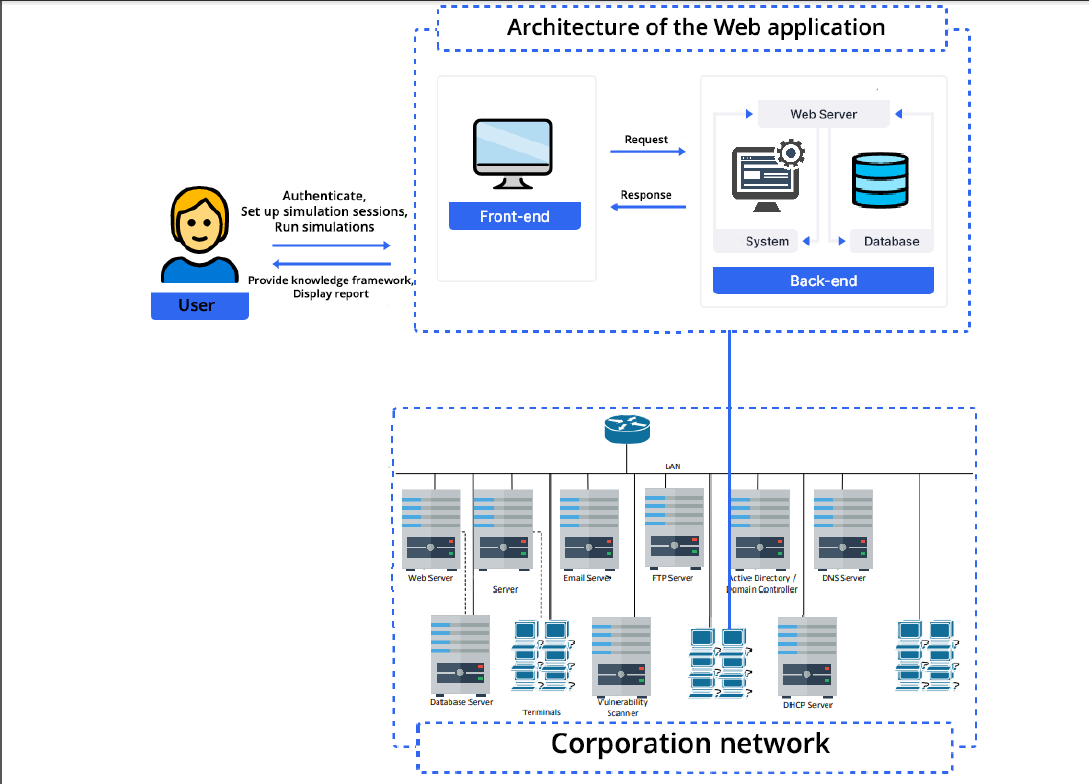 Architecture of the Web application
Web Server
Request
Authenticate,
Set up simulation sessions,
Run simulations
Response
Front-end
System
Database
Provide knowledge framework,
Display report
Back-end
User
LAN
Web Server
Server
Email Server
FTP Server
Active Directory /
Domain Controller
DNS Server
Database Server
Terminals
Vulnerability
Scanner
DHCP Server
Corporation network